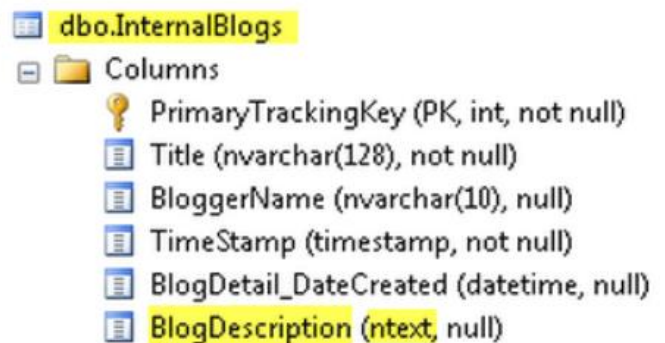 dbo.InternalBlogs
Columns
PrimaryTrackingKey (PK, int, not null)
Title (nvarchar(128), not null)
BloggerName (nvarchar(10), null)
TimeStamp (timestamp, not null)
BlogDetail_DateCreated (datetime, null)
BlogDescription (ntext, null)